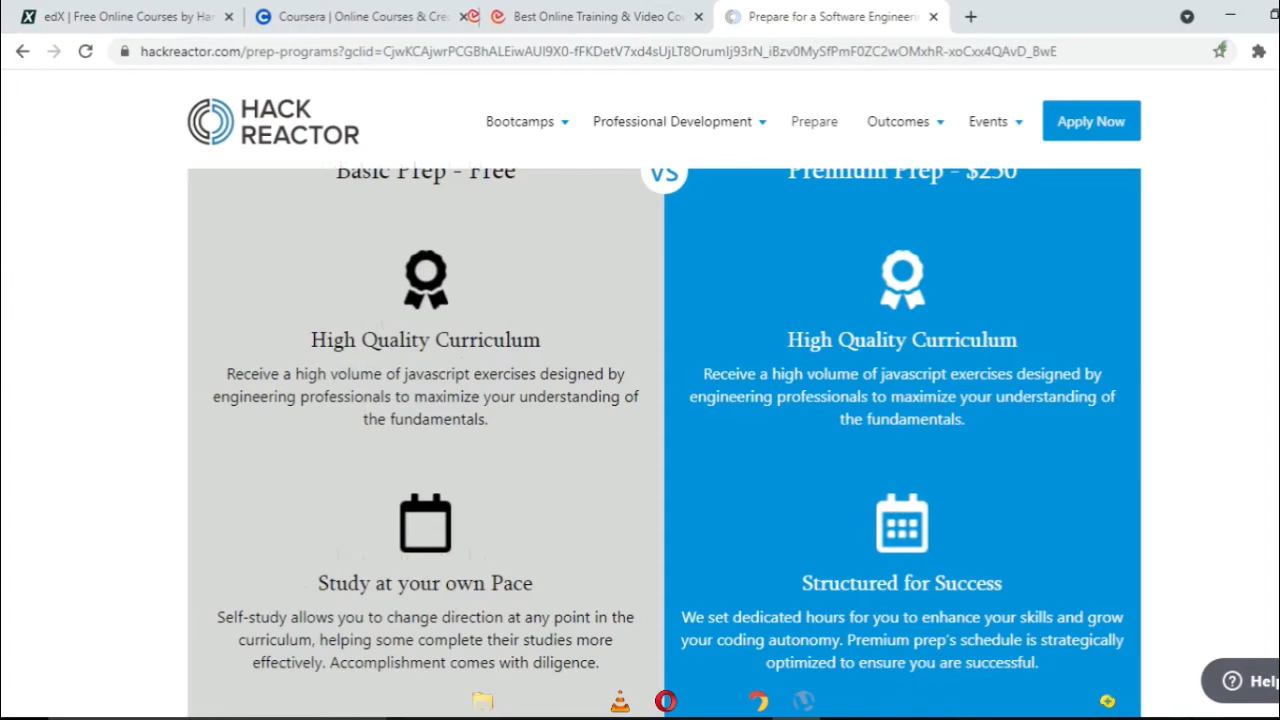 edX | Free Online Courses by Har
Coursera | Online Courses & Cre
Best Online Training & Video Co
Prepare for a Software Engineerin
hackreactor.com/prep-programs?gclid=CjwKCAjwrPCGBhALEiwAUl9X0-fFKDetV7xd4sUjLT8OrumIj93rN_iBzv0MySfPmF0ZC2wOMxhR-xoCxx4QAvD_BwE
HACK
REACTOR
Bootcamps
Professional Development
Prepare
Outcomes
Events
Apply Now
Basic Prep - Free
VS
Premium Prep - $250
High Quality Curriculum
Receive a high volume of javascript exercises designed by
engineering professionals to maximize your understanding of
the fundamentals.
High Quality Curriculum
Receive a high volume of javascript exercises designed by
engineering professionals to maximize your understanding of
the fundamentals.
Study at your own Pace
Self-study allows you to change direction at any point in the
curriculum, helping some complete their studies more
effectively. Accomplishment comes with diligence.
Structured for Success
We set dedicated hours for you to enhance your skills and grow
your coding autonomy. Premium prep's schedule is strategically
optimized to ensure you are successful.
Help